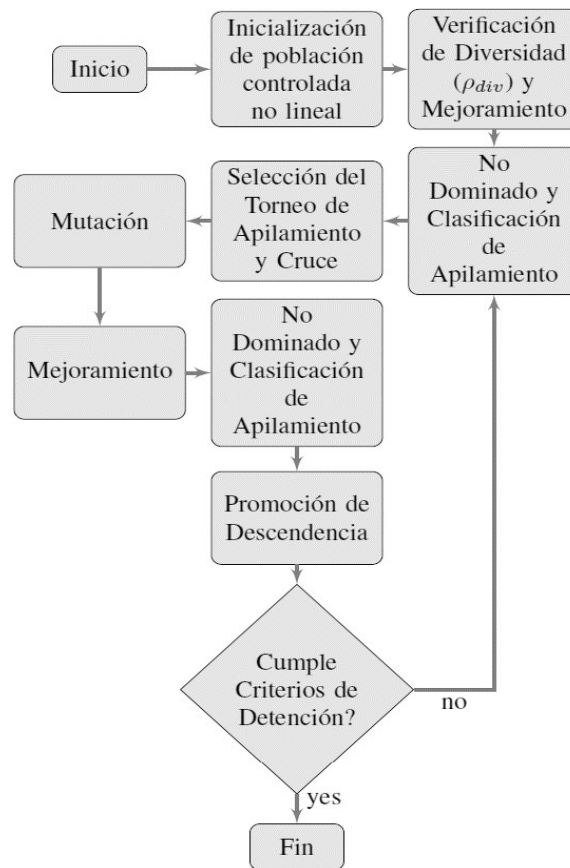 Inicio
Inicialización
de población
controlada
no lineal
Verificación
de Diversidad
(ρdiv) y
Mejoramiento
No
Dominado y
Clasificación
de
Apilamiento
Selección del
Torneo de
Apilamiento
y Cruce
Mutación
Mejoramiento
No
Dominado y
Clasificación
de
Apilamiento
Promoción de
Descendencia
Cumple
Criterios de
Detención?
no
yes
Fin